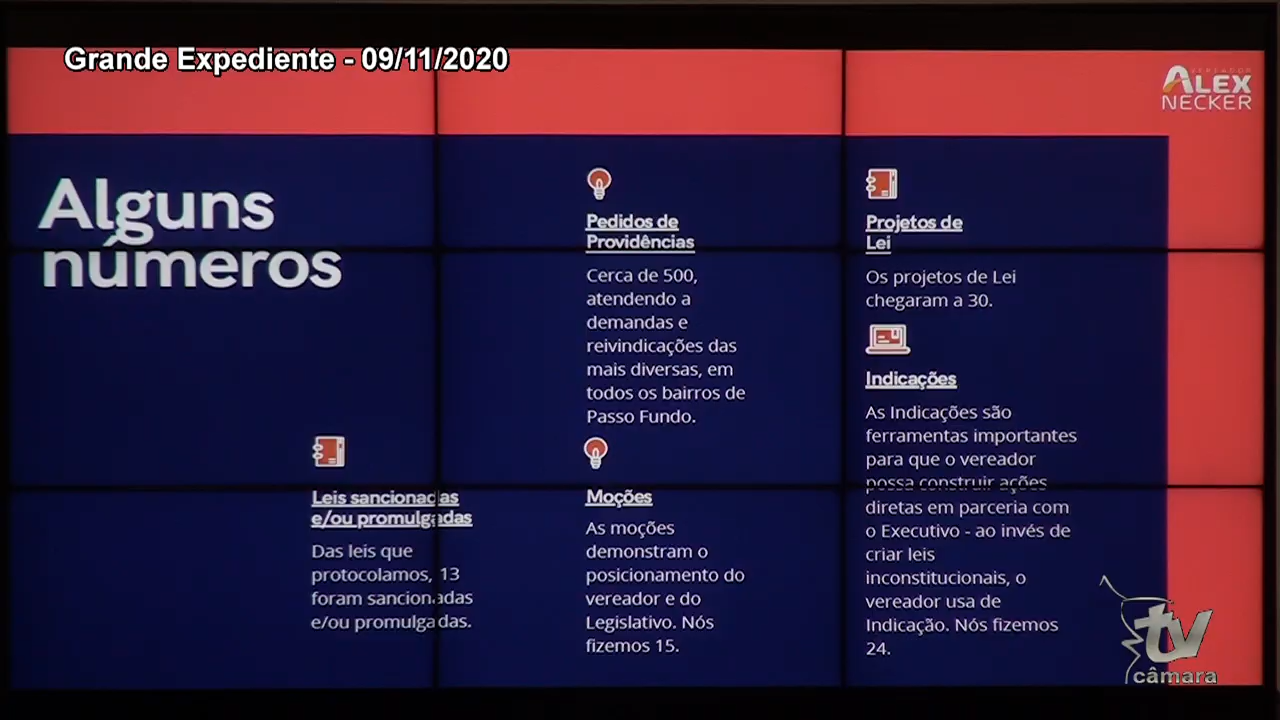 Grande Expediente - 09/11/2020
VEREADOR
ALEX
NECKER
Alguns
números
Pedidos de
Providências
Cerca de 500,
atendendo a
demandas e
reivindicações das
mais diversas, em
todos os bairros de
Passo Fundo.
Projetos de
Lei
Os projetos de Lei
chegaram a 30.
Indicações
As Indicações são
ferramentas importantes
para que o vereador
possa construir ações
diretas em parceria com
o Executivo - ao invés de
criar leis
inconstitucionais, o
vereador usa de
Indicação. Nós fizemos
24.
Leis sancionadas
e/ou promulgadas
Das leis que
protocolamos, 13
foram sancionadas
e/ou promulgadas.
Moções
As moções
demonstram o
posicionamento do
vereador e do
Legislativo. Nós
fizemos 15.
tv
câmara